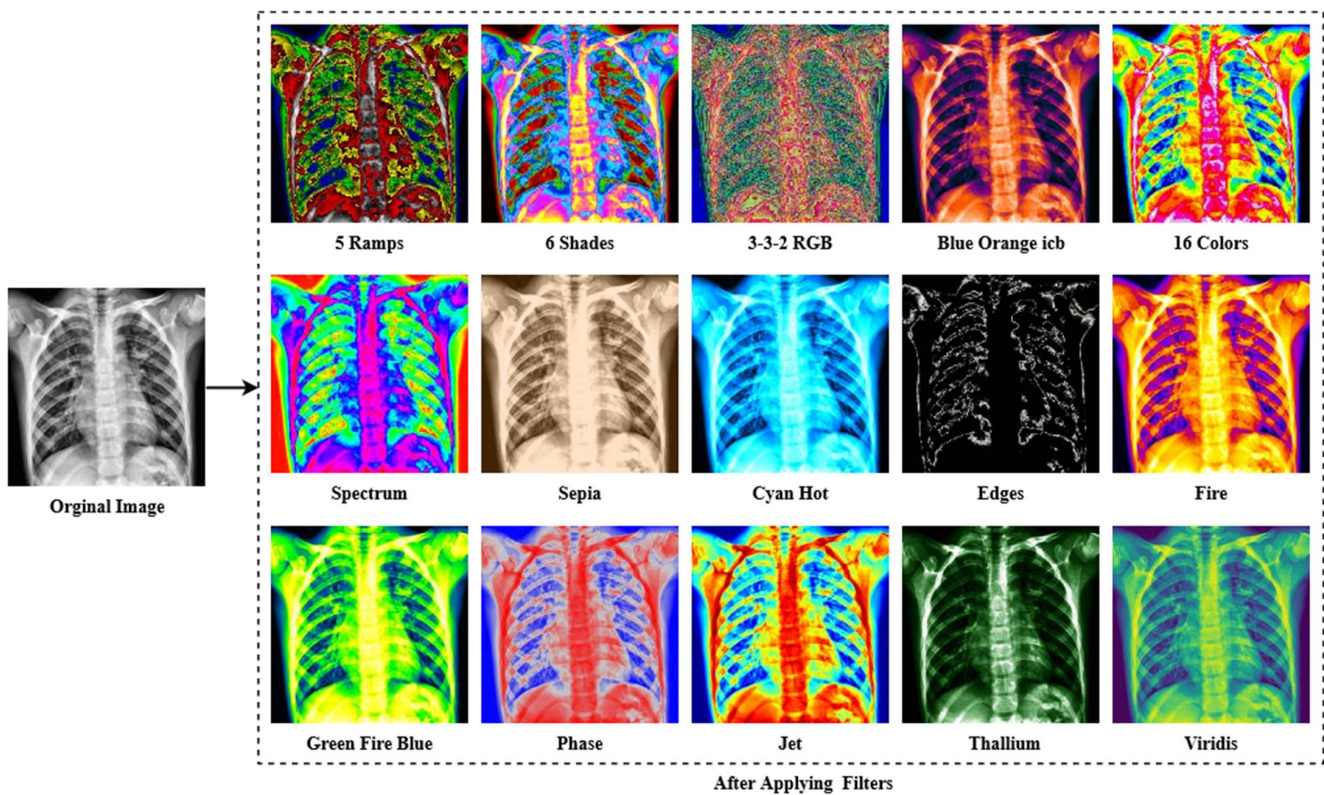 5 Ramps
6 Shades
3-3-2 RGB
Blue Orange icb
16 Colors
Orginal Image
Spectrum
Sepia
Cyan Hot
Edges
Fire
Green Fire Blue
Phase
Jet
Thallium
Viridis
After Applying Filters